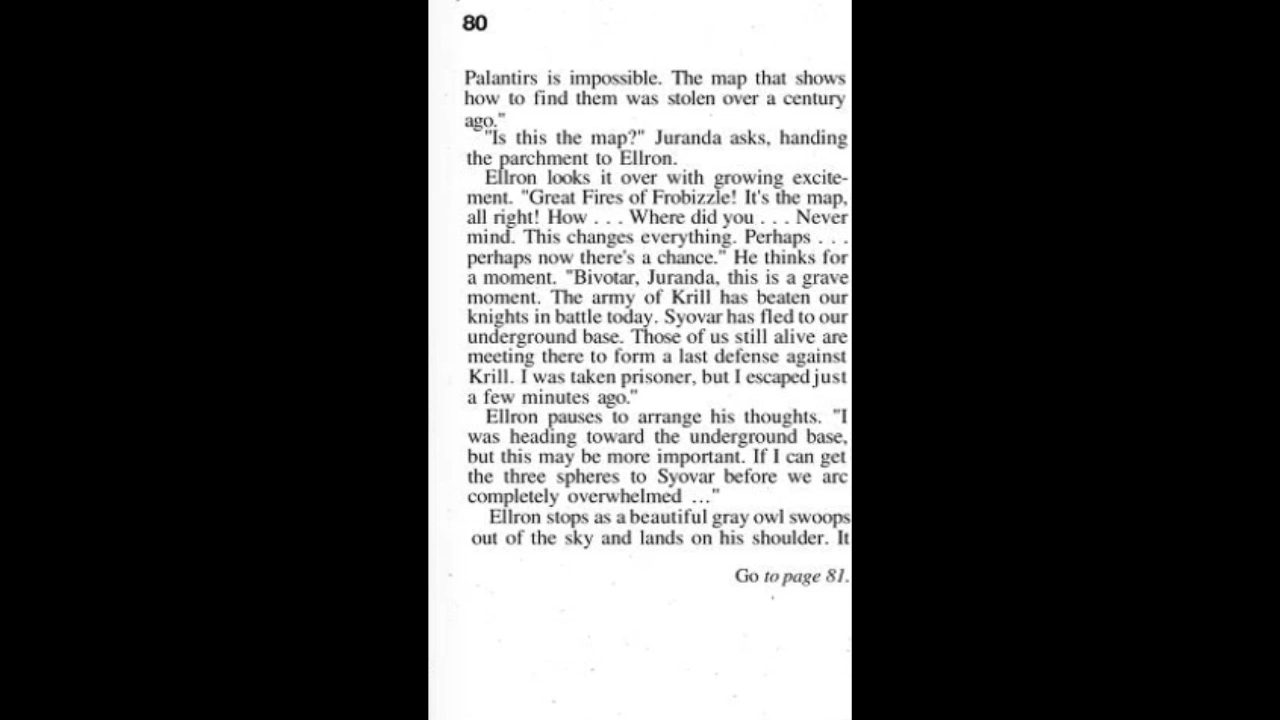 80
Palantirs is impossible. The map that shows
how to find them was stolen over a century
ago."
"Is this the map?" Juranda asks, handing
the parchment to Ellron.
Ellron looks it over with growing excite-
ment. "Great Fires of Frobizzle! It's the map,
all right! How . . . Where did you . . . Never
mind. This changes everything. Perhaps . . .
perhaps now there's a chance." He thinks for
a moment. "Bivotar, Juranda, this is a grave
moment. The army of Krill has beaten our
knights in battle today. Syovar has fled to our
underground base. Those of us still alive are
meeting there to form a last defense against
Krill. I was taken prisoner, but I escaped just
a few minutes ago."
Ellron pauses to arrange his thoughts. "I
was heading toward the underground base,
but this may be more important. If I can get
the three spheres to Syovar before we arc
completely overwhelmed ..."
Ellron stops as a beautiful gray owl swoops
out of the sky and lands on his shoulder. It
Go to page 81.